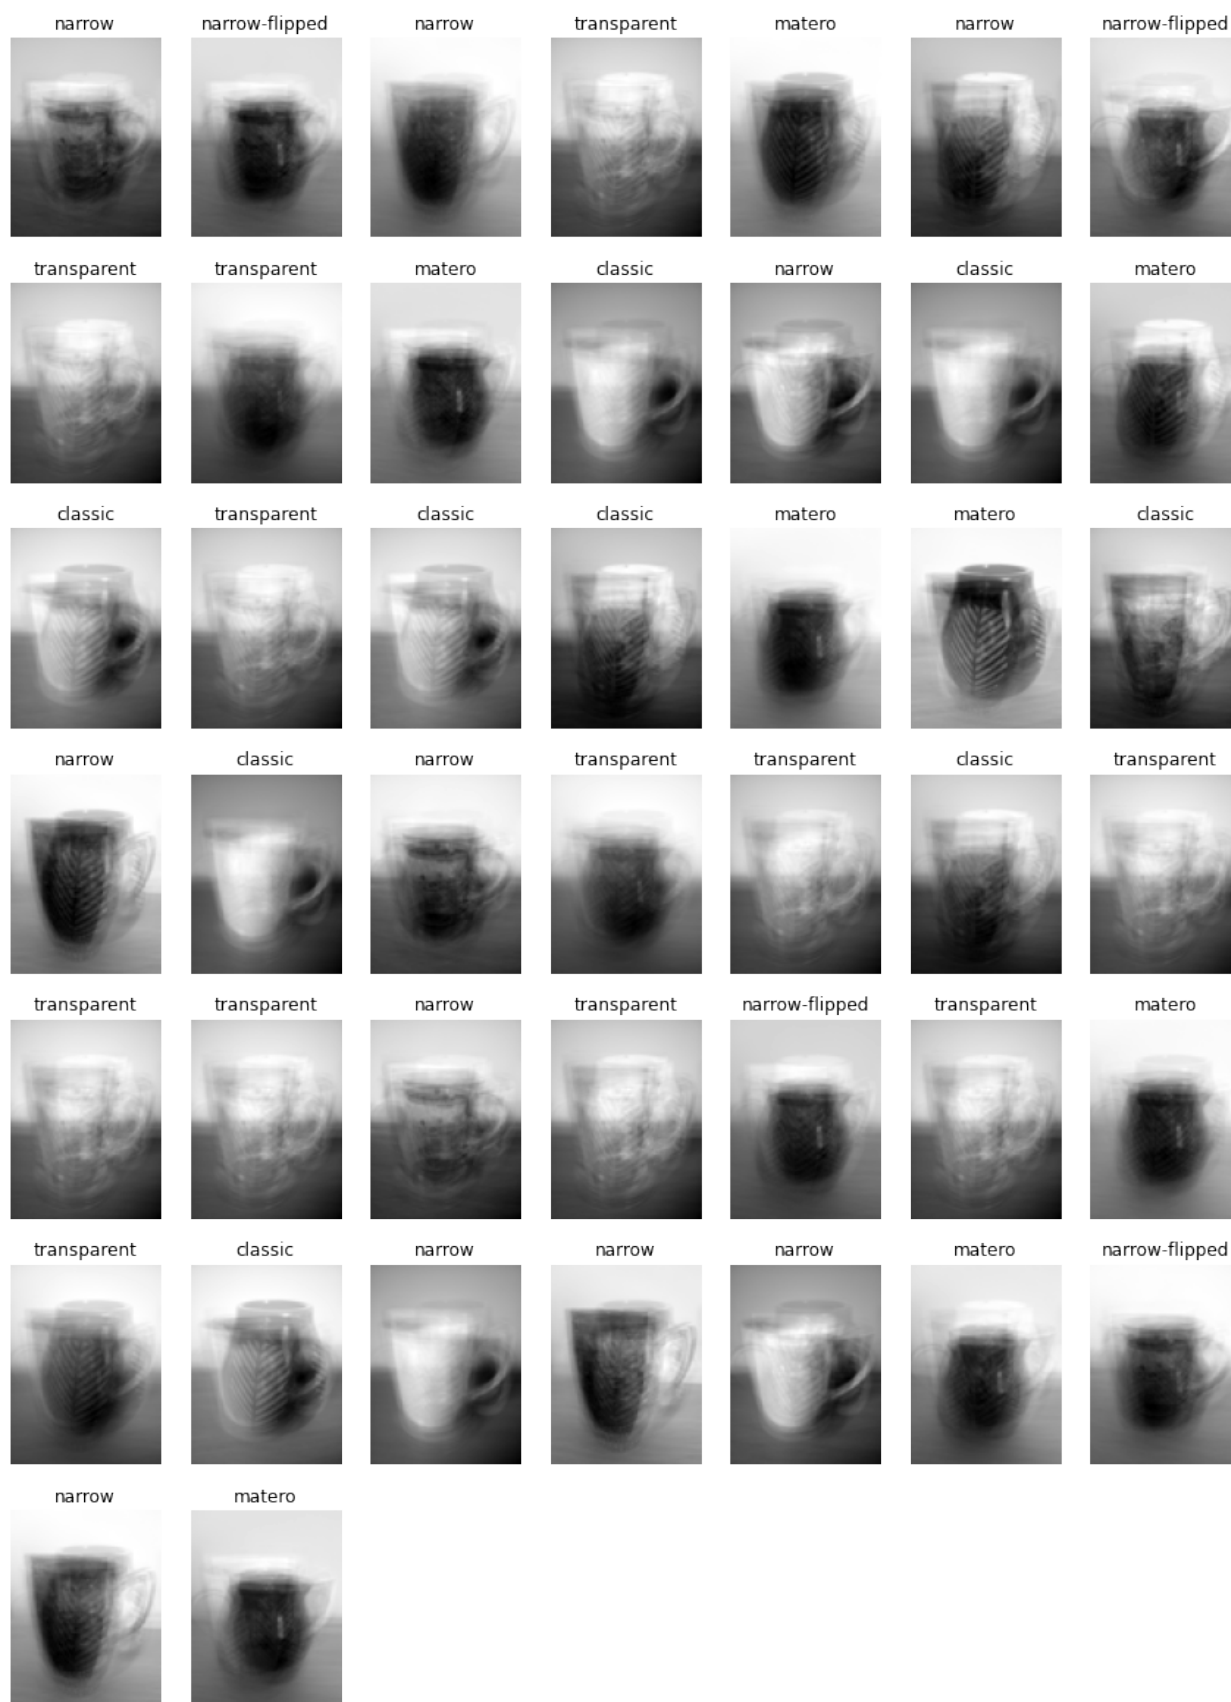 narrow narrow-flipped narrow transparent matero narrow narrow-flipped
transparent transparent matero classic narrow classic matero
classic transparent classic classic matero matero classic
narrow classic narrow transparent transparent classic transparent
transparent transparent narrow transparent narrow-flipped transparent matero
transparent classic narrow narrow narrow matero narrow-flipped
narrow matero